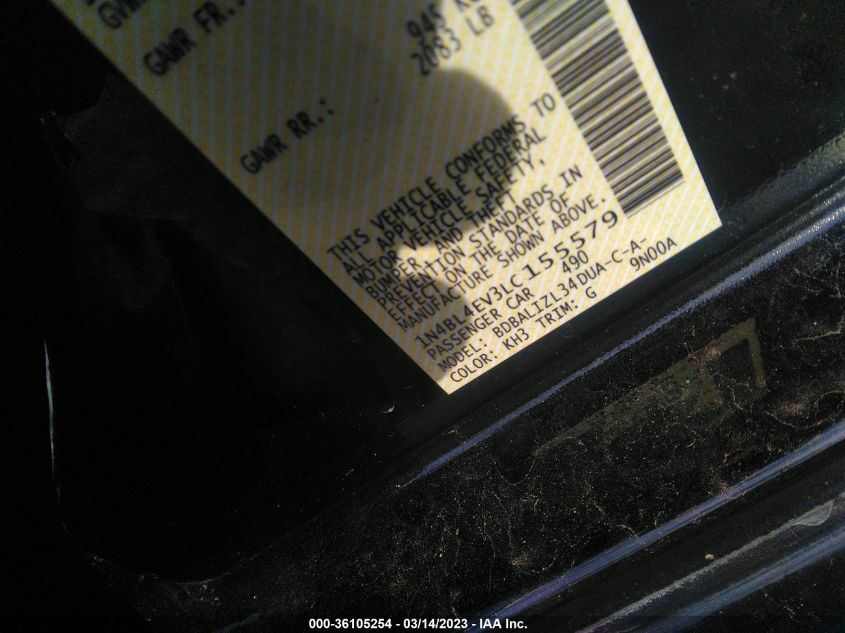 GAWR FR.:
945 K
2083 LB
GAWR RR.:
THIS VEHICLE CONFORMS TO
ALL APPLICABLE FEDERAL
MOTOR VEHICLE SAFETY,
BUMPER, AND THEFT
PREVENTION STANDARDS IN
EFFECT ON THE DATE OF
MANUFACTURE SHOWN ABOVE.
1N4BL4EV3LC155579
PASSENGER CAR 490
MODEL: BDBALIZL34DUA-C-A-
COLOR: KH3 TRIM: G 9N00A
000-36105254 - 03/14/2023 - IAA Inc.